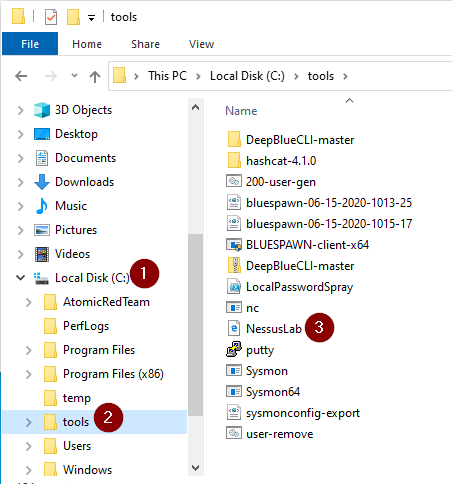 tools
File
Home
Share
View
This PC > Local Disk (C:) > tools >
3D Objects
Desktop
Documents
Downloads
Music
Pictures
Videos
Local Disk (C:) 1
AtomicRedTeam
PerfLogs
Program Files
Program Files (x86)
temp
tools 2
Users
Windows
Name
DeepBlueCLI-master
hashcat-4.1.0
200-user-gen
bluespawn-06-15-2020-1013-25
bluespawn-06-15-2020-1015-17
BLUESPAWN-client-x64
DeepBlueCLI-master
LocalPasswordSpray
nc
NessusLab 3
putty
Sysmon
Sysmon64
sysmonconfig-export
user-remove